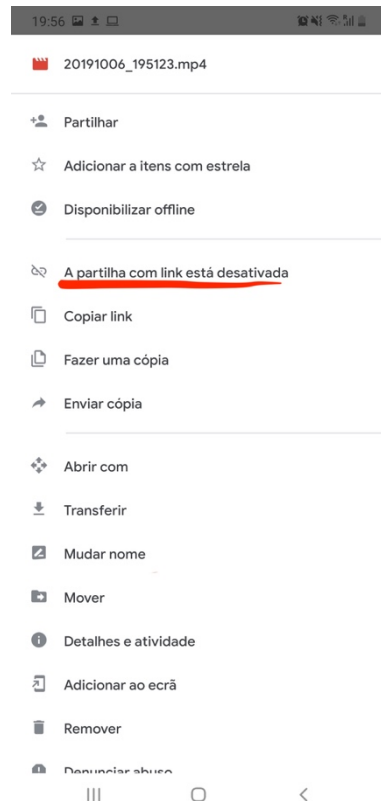 19:56
20191006_195123.mp4
Partilhar
Adicionar a itens com estrela
Disponibilizar offline
A partilha com link está desativada
Copiar link
Fazer uma cópia
Enviar cópia
Abrir com
Transferir
Mudar nome
Mover
Detalhes e atividade
Adicionar ao ecrã
Remover
Denunciar abuso